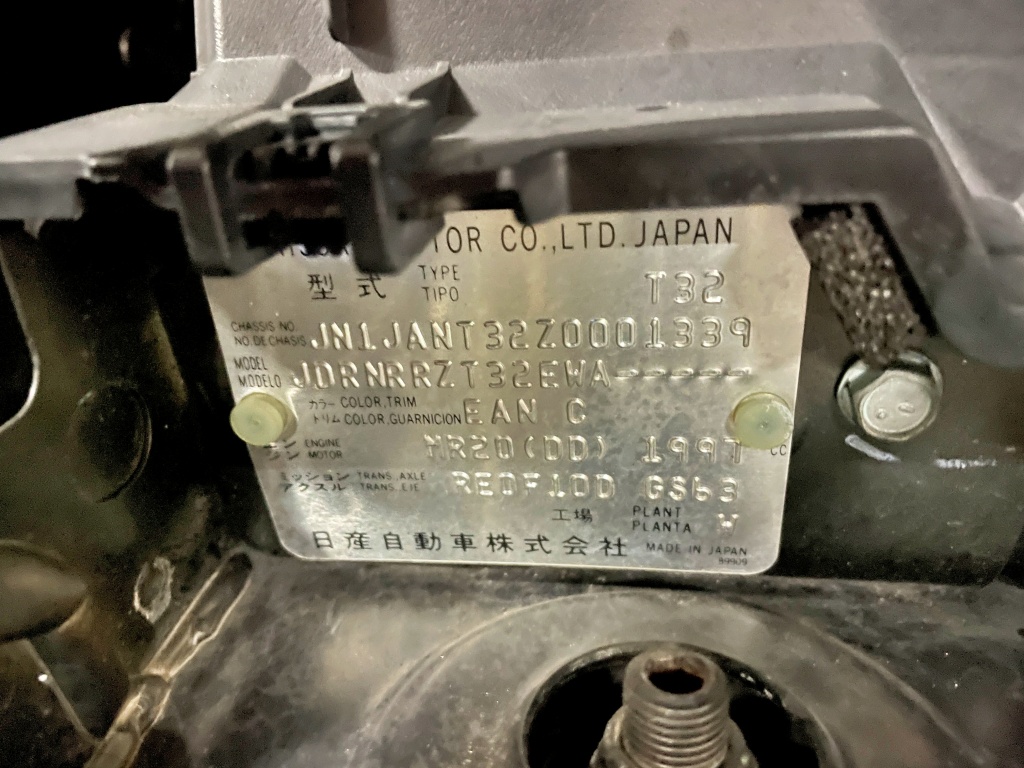 TOR CO.,LTD. JAPAN
型式 TYPE TIPO T32
CHASSIS NO. NO. DE CHASIS JN1JANT32Z0001339
MODEL MODELO JDRNRRZT32EWA-----
カラー COLOR, TRIM トリム COLOR, GUARNICION EAN C
ENGINE MOTOR MR20(DD) 1997 CC
ミッション TRANS. AXLE アクスル TRANS. EJE RE0F10D GS63
工場 PLANT PLANTA W
日産自動車株式会社 MADE IN JAPAN
89909